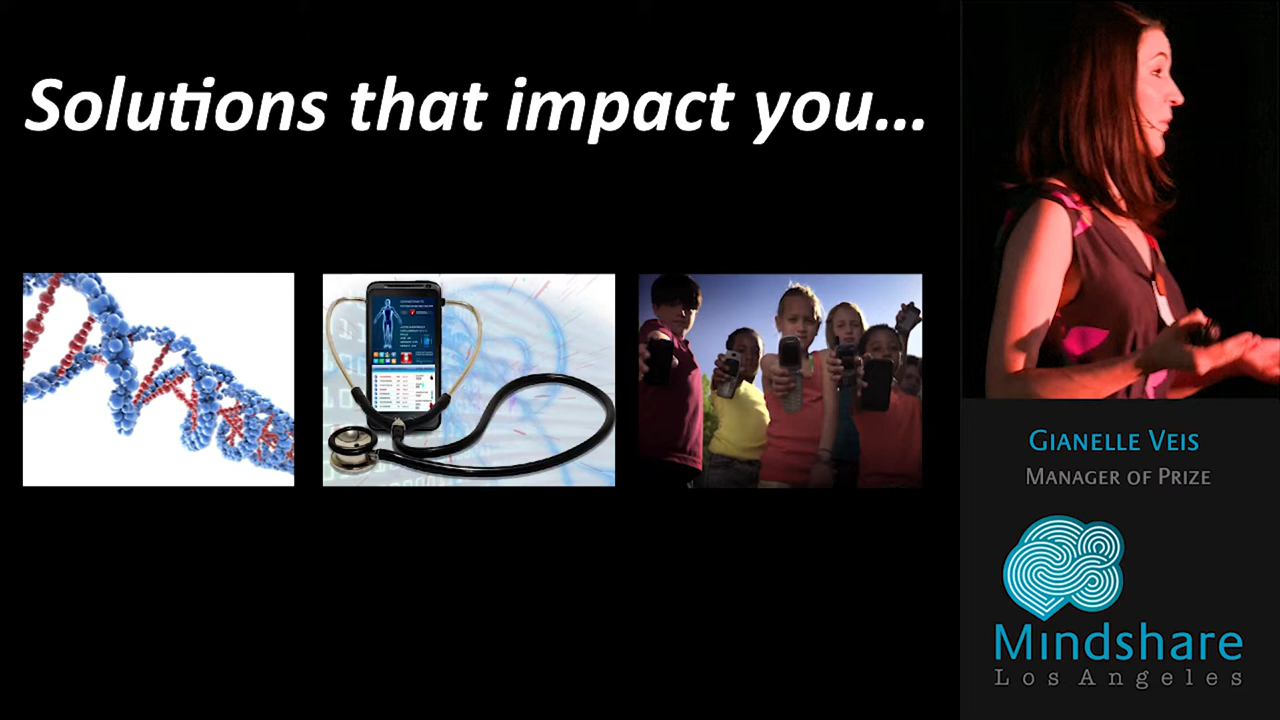 Solutions that impact you...
Gianelle Veis
Manager of Prize
Mindshare
Los Angeles